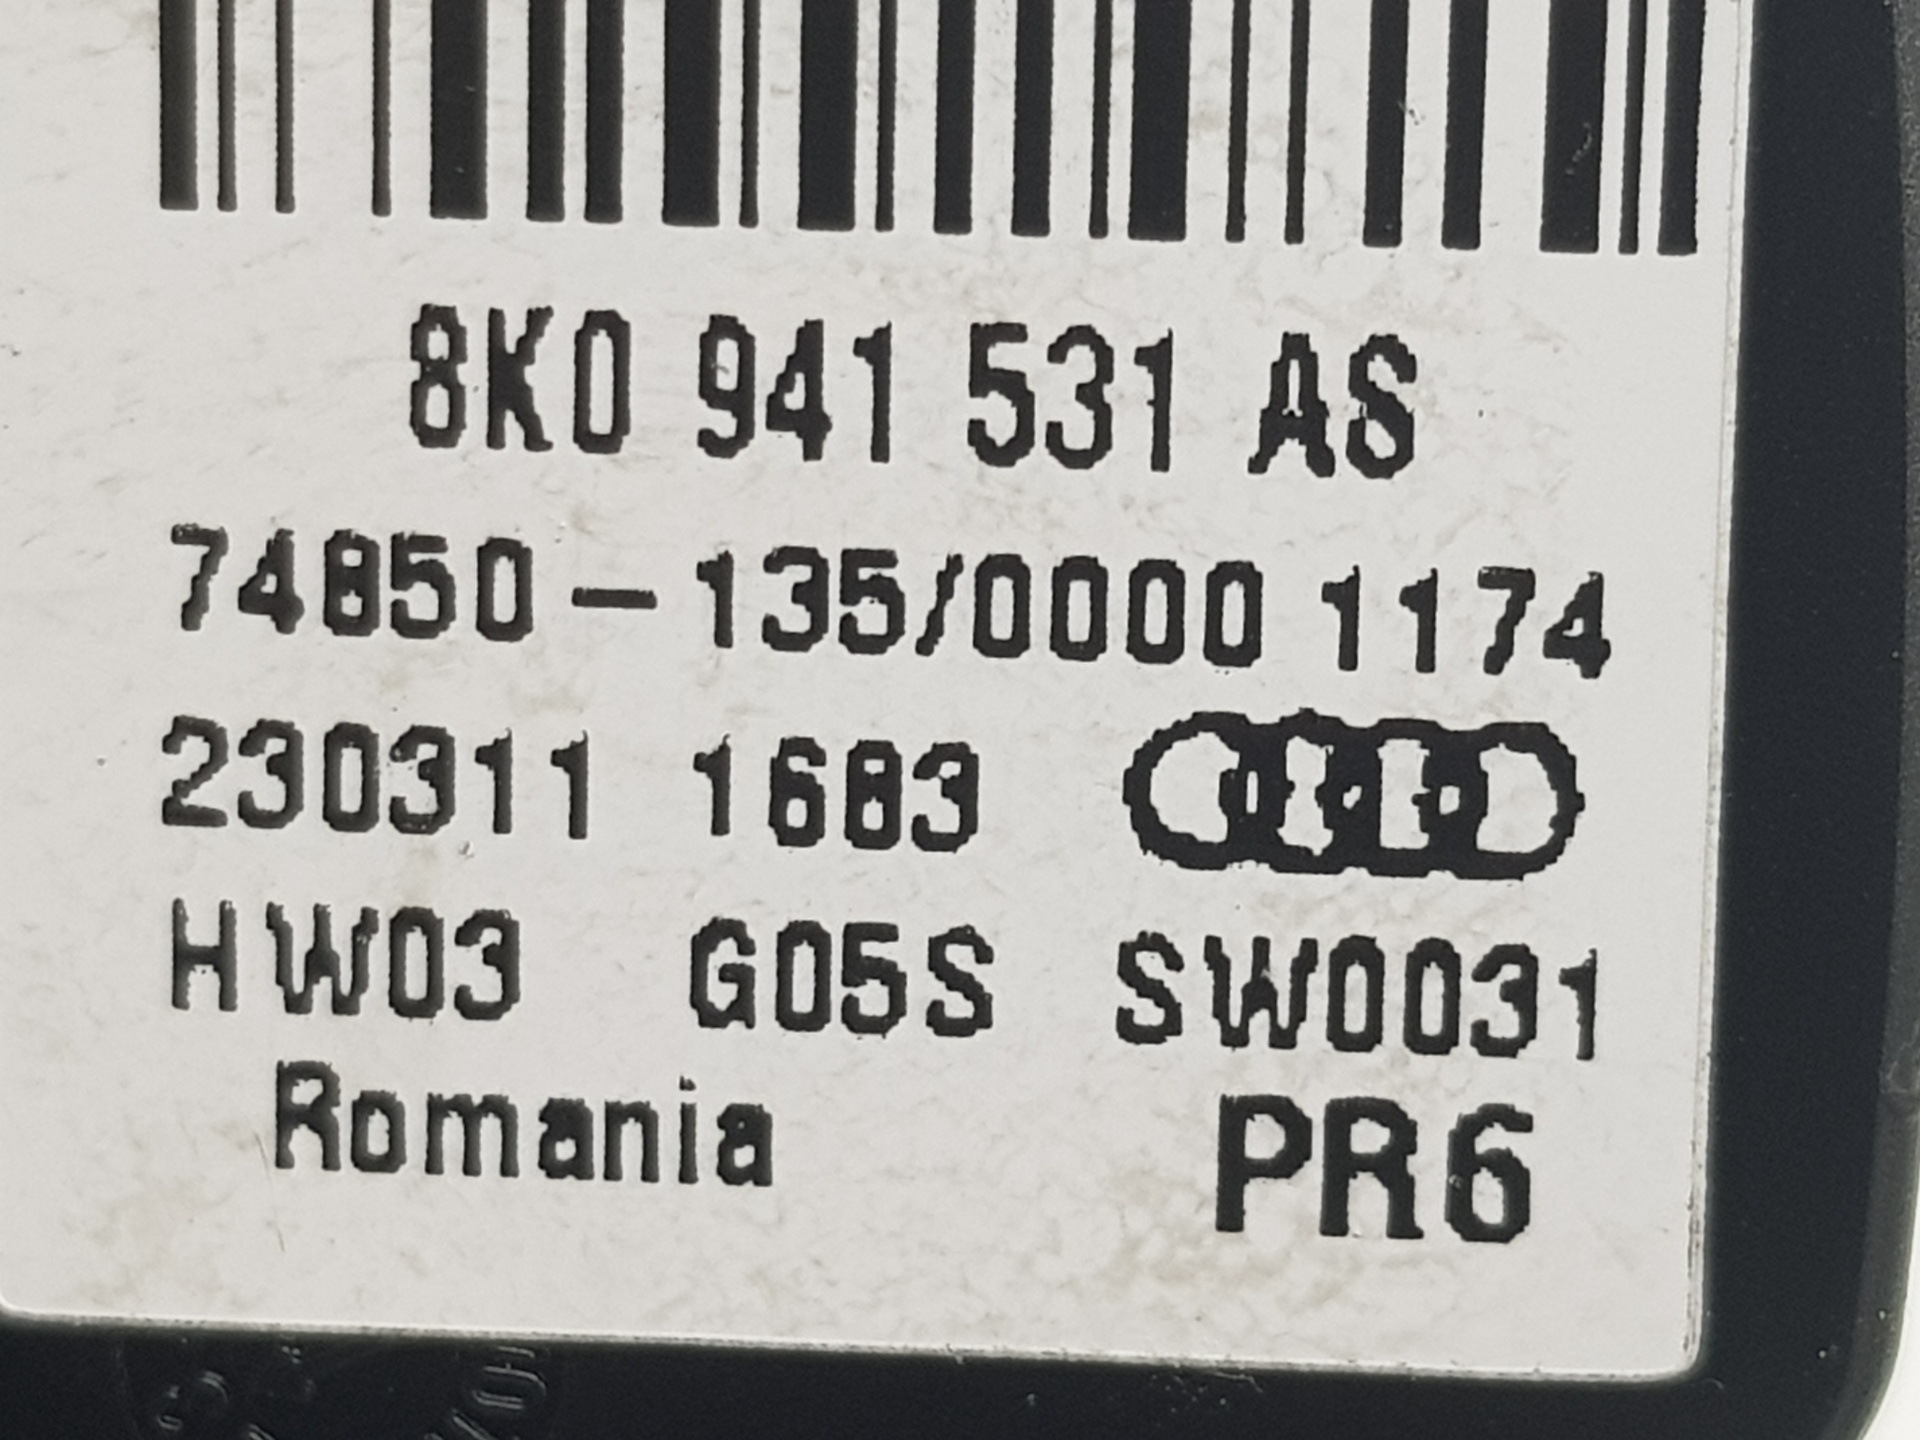 8K0 941 531 AS
74850-135/0000 1174
230311 1683
HW03 G05S SW0031
Romania PR6